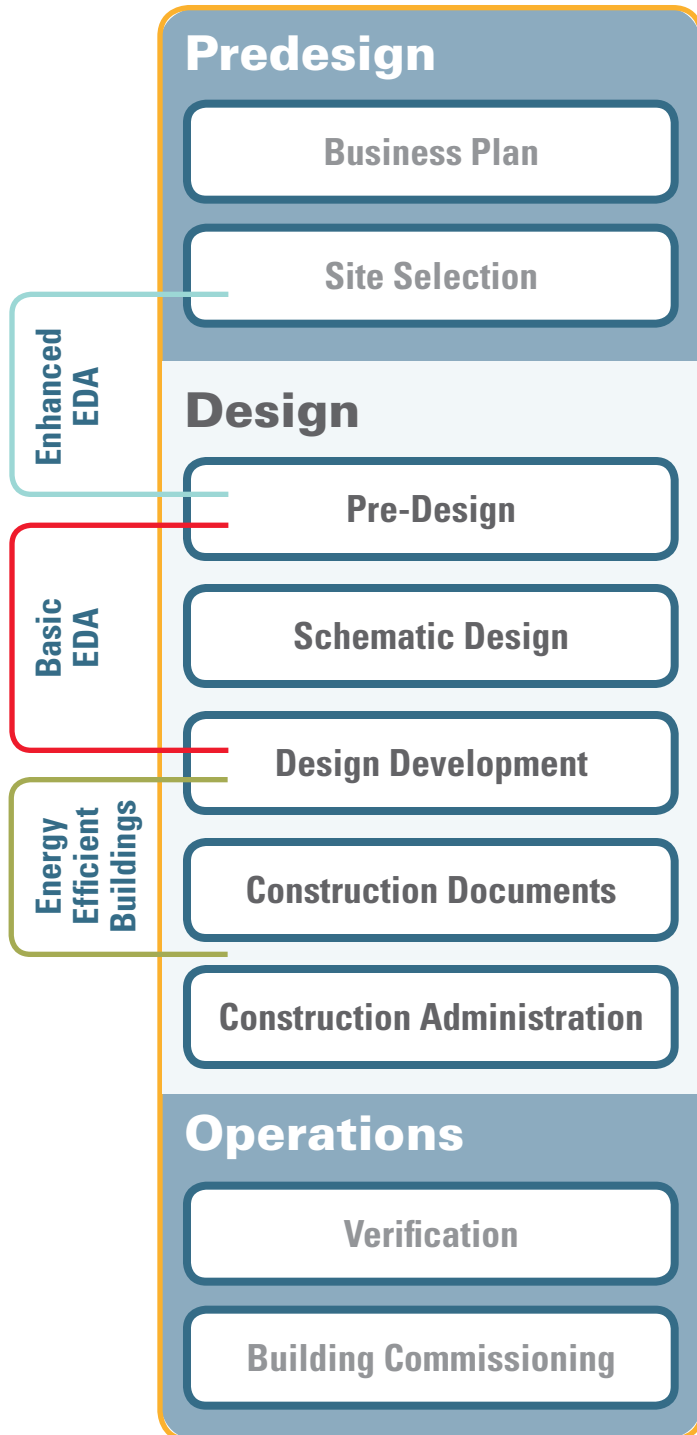 Predesign
Business Plan
Site Selection
Enhanced
EDA
Design
Pre-Design
Basic
EDA
Schematic Design
Design Development
Energy
Efficient
Buildings
Construction Documents
Construction Administration
Operations
Verification
Building Commissioning